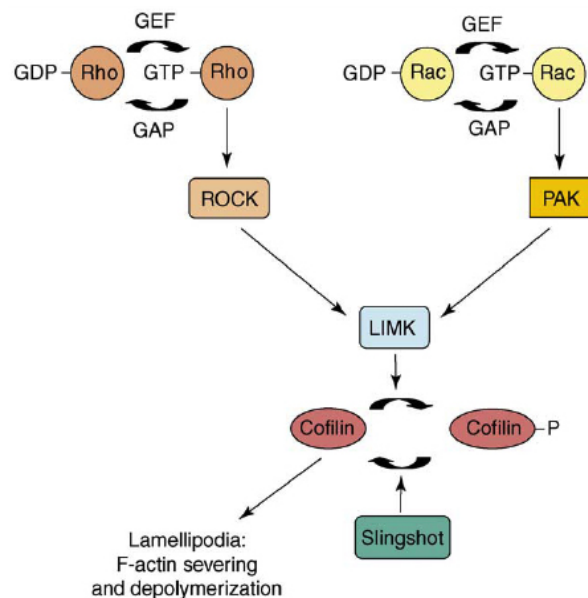 GEF
GDP Rho GTP Rho
GAP
GEF
GDP Rac GTP Rac
GAP
ROCK
PAK
LIMK
Cofilin
Cofilin P
Slingshot
Lamellipodia:
F-actin severing
and depolymerization